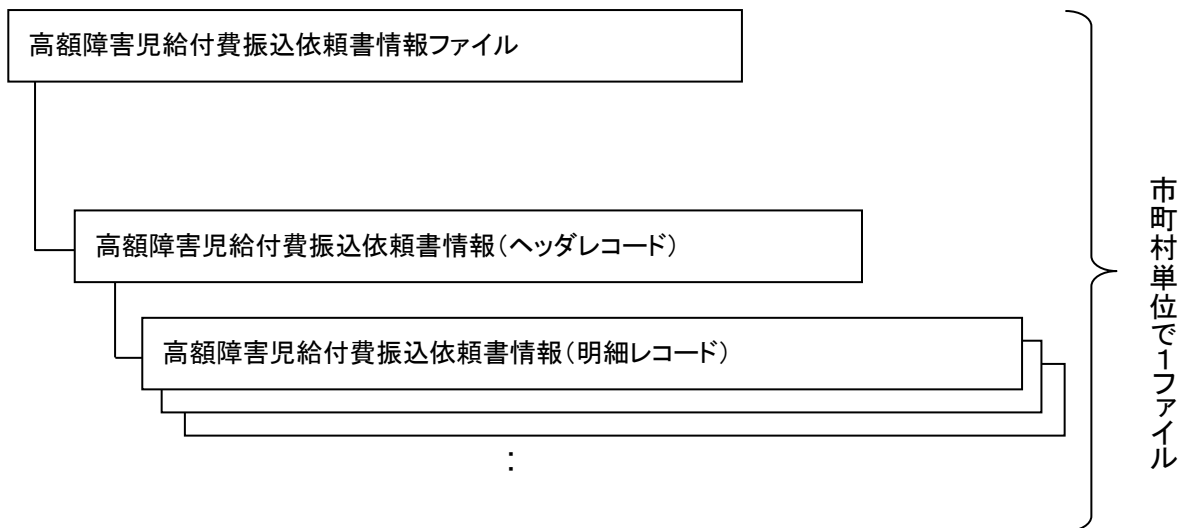 高額障害児給付費振込依頼書情報ファイル
高額障害児給付費振込依頼書情報（ヘッダレコード）
高額障害児給付費振込依頼書情報（明細レコード）
：
市町村単位で１ファイル